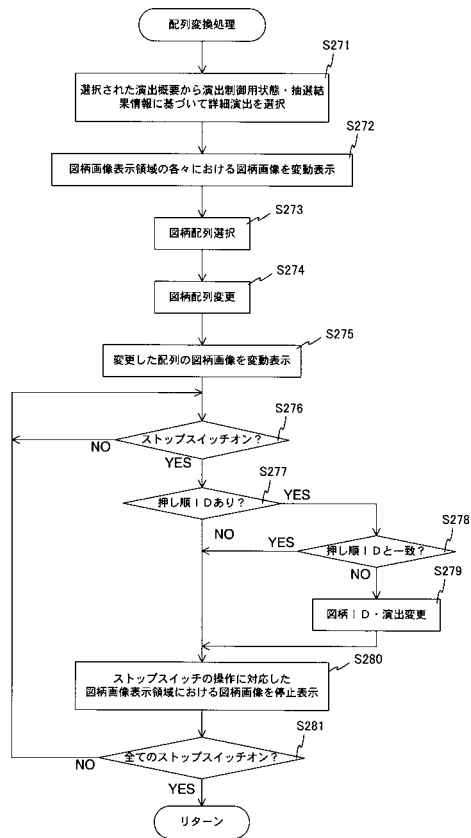 配列変換処理
S271
選択された演出概要から演出制御用状態・抽選結
果情報に基づいて詳細演出を選択
S272
図柄画像表示領域の各々における図柄画像を変動表示
S273
図柄配列選択
S274
図柄配列変更
S275
変更した配列の図柄画像を変動表示
S276
ストップスイッチオン？
NO
YES
S277
押し順ＩＤあり？
YES
NO
S278
押し順ＩＤと一致？
YES
NO
S279
図柄ＩＤ・演出変更
S280
ストップスイッチの操作に対応した
図柄画像表示領域における図柄画像を停止表示
S281
全てのストップスイッチオン？
NO
YES
リターン